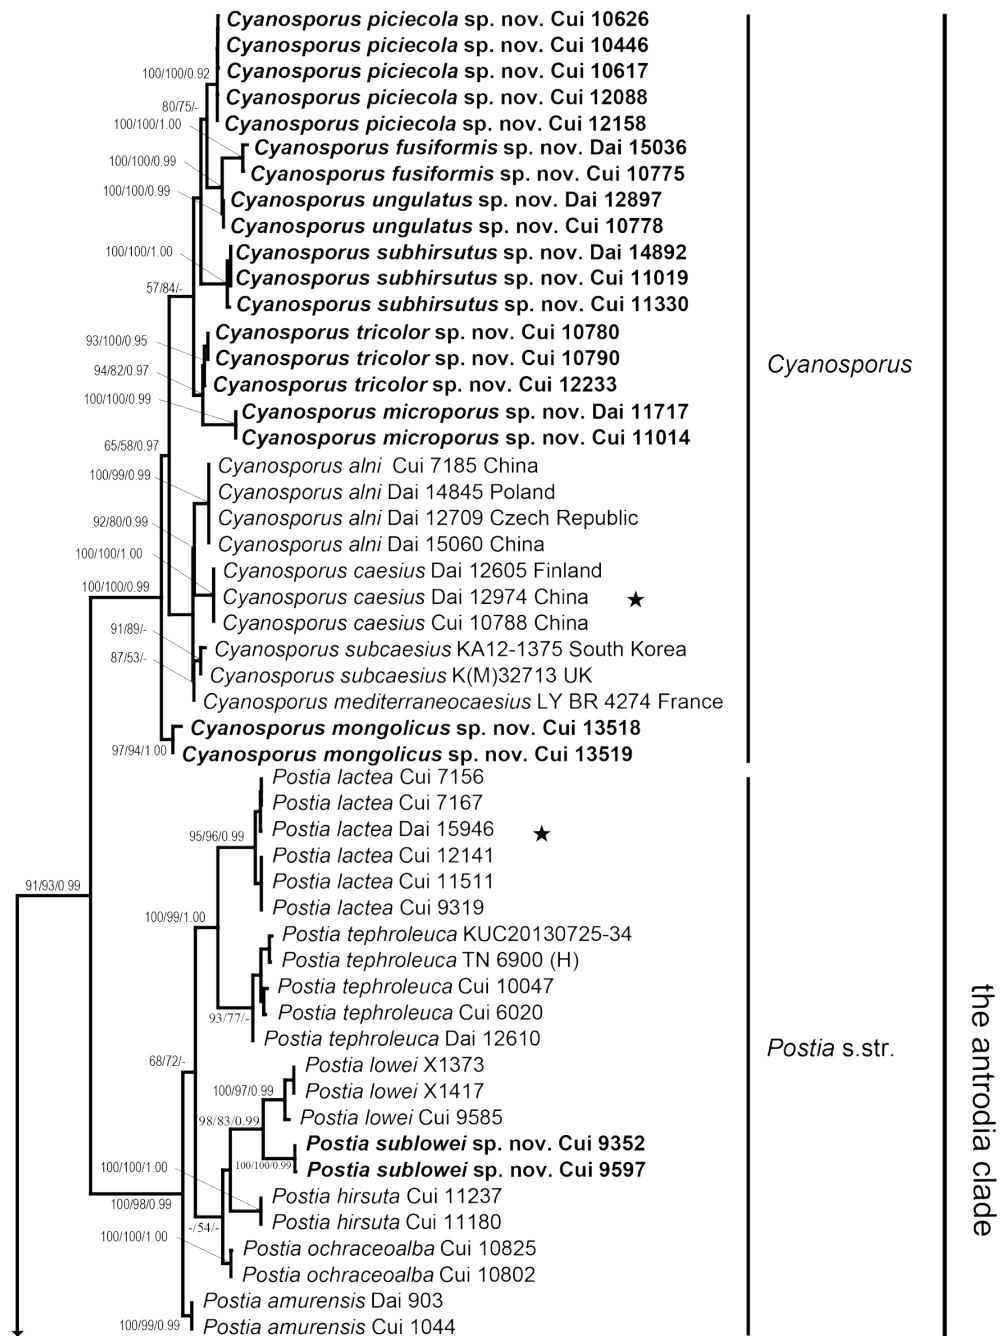 Cyanosporus piciecola sp. nov. Cui 10626
Cyanosporus piciecola sp. nov. Cui 10446
Cyanosporus piciecola sp. nov. Cui 10617
100/100/0.92
Cyanosporus piciecola sp. nov. Cui 12088
80/75/-
Cyanosporus piciecola sp. nov. Cui 12158
100/100/1.00
Cyanosporus fusiformis sp. nov. Dai 15036
100/100/0.99
Cyanosporus fusiformis sp. nov. Cui 10775
100/100/0.99
Cyanosporus ungulatus sp. nov. Dai 12897
Cyanosporus ungulatus sp. nov. Cui 10778
100/100/1.00
Cyanosporus subhirsutus sp. nov. Dai 14892
Cyanosporus subhirsutus sp. nov. Cui 11019
57/84/-
Cyanosporus subhirsutus sp. nov. Cui 11330
Cyanosporus tricolor sp. nov. Cui 10780
93/100/0.95
Cyanosporus tricolor sp. nov. Cui 10790
Cyanosporus
94/82/0.97
Cyanosporus tricolor sp. nov. Cui 12233
100/100/0.99
Cyanosporus microporus sp. nov. Dai 11717
Cyanosporus microporus sp. nov. Cui 11014
65/58/0.97
Cyanosporus alni Cui 7185 China
100/99/0.99
Cyanosporus alni Dai 14845 Poland
Cyanosporus alni Dai 12709 Czech Republic
92/80/0.99
Cyanosporus alni Dai 15060 China
100/100/1.00
Cyanosporus caesius Dai 12605 Finland
100/100/0.99
Cyanosporus caesius Dai 12974 China ★
Cyanosporus caesius Cui 10788 China
91/89/-
Cyanosporus subcaesius KA12-1375 South Korea
87/53/-
Cyanosporus subcaesius K(M)32713 UK
Cyanosporus mediterraneocaesius LY BR 4274 France
Cyanosporus mongolicus sp. nov. Cui 13518
97/94/1.00
Cyanosporus mongolicus sp. nov. Cui 13519
Postia lactea Cui 7156
Postia lactea Cui 7167
Postia lactea Dai 15946 ★
95/96/0.99
Postia lactea Cui 12141
Postia lactea Cui 11511
91/93/0.99
Postia lactea Cui 9319
100/99/1.00
Postia tephroleuca KUC20130725-34
Postia tephroleuca TN 6900 (H)
Postia tephroleuca Cui 10047
Postia tephroleuca Cui 6020
93/77/-
Postia tephroleuca Dai 12610
Postia s.str.
the antrodia clade
68/72/-
Postia lowei X1373
100/97/0.99
Postia lowei X1417
98/83/0.99
Postia lowei Cui 9585
Postia sublowei sp. nov. Cui 9352
100/100/0.99
Postia sublowei sp. nov. Cui 9597
100/100/1.00
Postia hirsuta Cui 11237
100/98/0.99
Postia hirsuta Cui 11180
-/54/-
100/100/1.00
Postia ochraceoalba Cui 10825
Postia ochraceoalba Cui 10802
Postia amurensis Dai 903
100/99/0.99
Postia amurensis Cui 1044